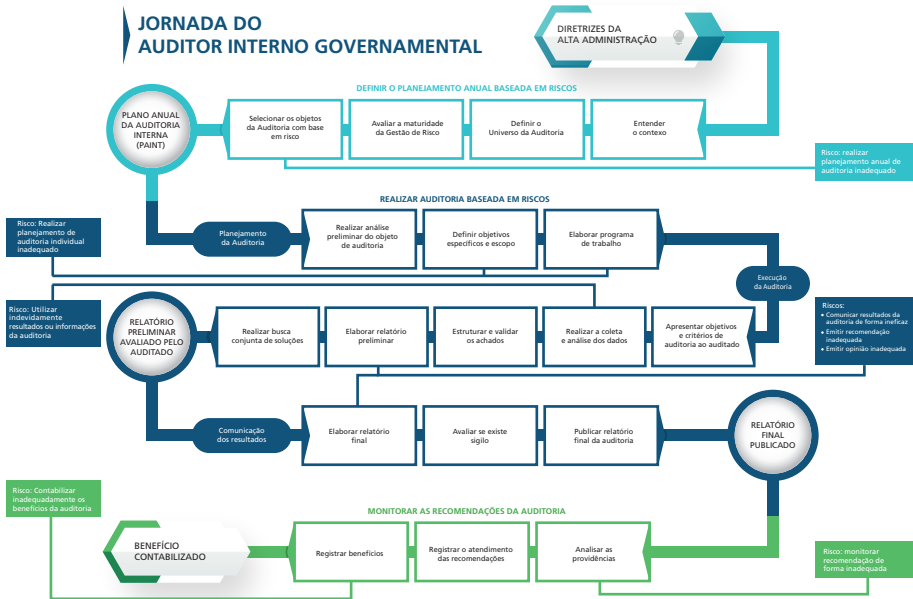 JORNADA DO
AUDITOR INTERNO GOVERNAMENTAL
DIRETRIZES DA
ALTA ADMINISTRAÇÃO
DEFINIR O PLANEJAMENTO ANUAL BASEADA EM RISCOS
PLANO ANUAL
DA AUDITORIA
INTERNA
(PAINT)
Selecionar os objetos
da Auditoria com base
em risco
Avaliar a maturidade
da Gestão de Risco
Definir o
Universo da Auditoria
Entender
o contexo
Risco: realizar
planejamento anual de
auditoria inadequado
REALIZAR AUDITORIA BASEADA EM RISCOS
Risco: Realizar
planejamento de
auditoria individual
inadequado
Planejamento
da Auditoria
Realizar análise
preliminar do objeto
de auditoria
Definir objetivos
específicos e escopo
Elaborar programa
de trabalho
Execução
da Auditoria
Risco: Utilizar
indevidamente
resultados ou informações
da auditoria
RELATÓRIO
PRELIMINAR
AVALIADO PELO
AUDITADO
Realizar busca
conjunta de soluções
Elaborar relatório
preliminar
Estruturar e validar
os achados
Realizar a coleta
e análise dos dados
Apresentar objetivos
e critérios de
auditoria ao auditado
Riscos:
• Comunicar resultados da
auditoria de forma ineficaz
• Emitir recomendação
inadequada
• Emitir opinião inadequada
Comunicação
dos resultados
Elaborar relatório
final
Avaliar se existe
sigilo
Publicar relatório
final da auditoria
RELATÓRIO
FINAL
PUBLICADO
Risco: Contabilizar
inadequadamente os
benefícios da auditoria
MONITORAR AS RECOMENDAÇÕES DA AUDITORIA
BENEFÍCIO
CONTABILIZADO
Registrar benefícios
Registrar o atendimento
das recomendações
Analisar as
providências
Risco: monitorar
recomendação de
forma inadequada